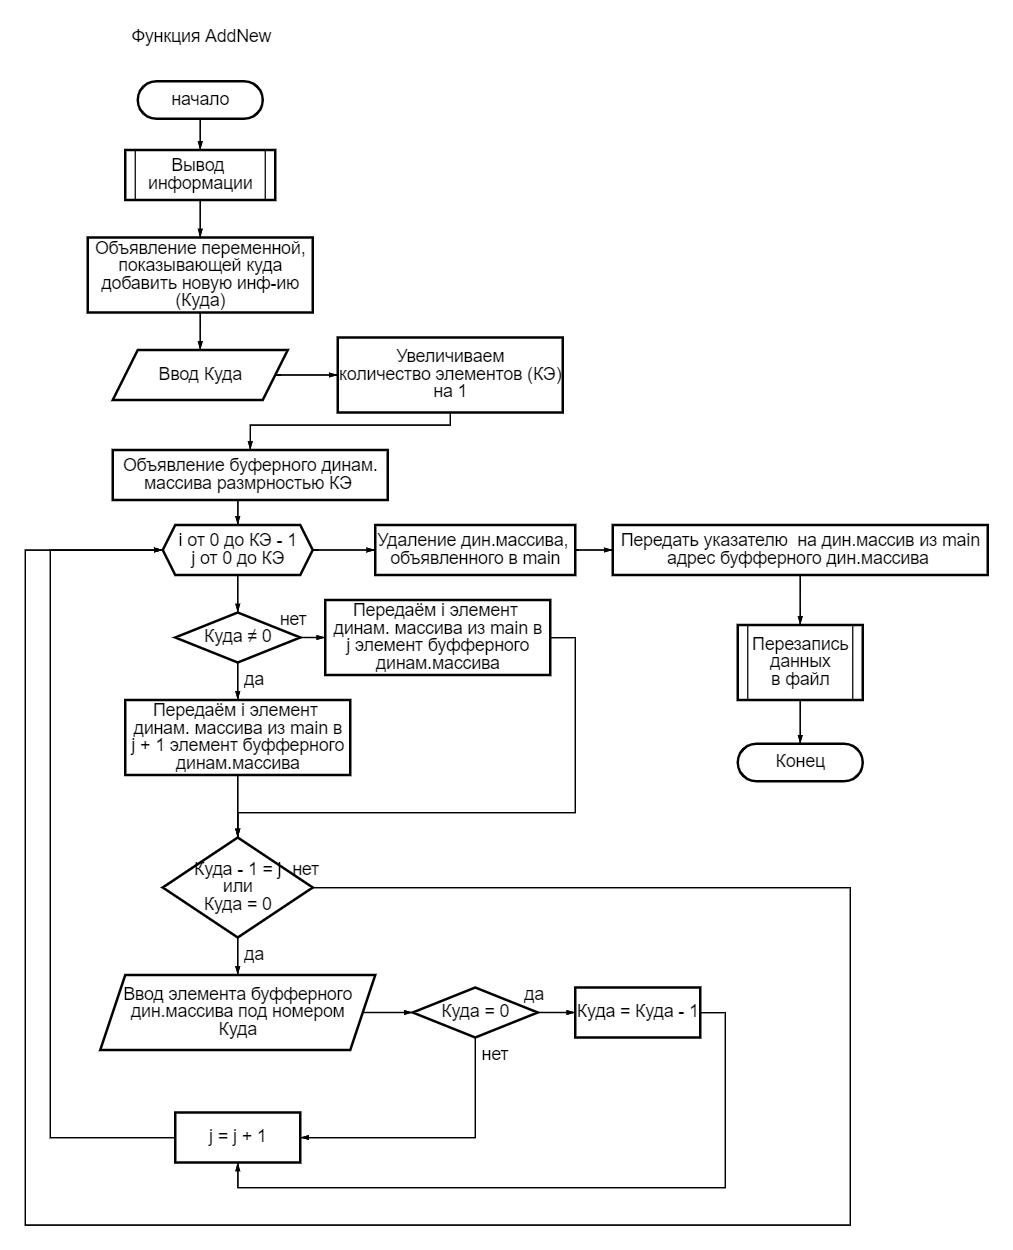 Функция AddNew
начало
Вывод
информации
Объявление переменной,
показывающей куда
добавить новую инф-ию
(Куда)
Ввод Куда
Увеличиваем
количество элементов (КЭ)
на 1
Объявление буферного динам.
массива размрностью КЭ
i от 0 до КЭ - 1
j от 0 до КЭ
Удаление дин.массива,
объявленного в main
Передать указателю на дин.массив из main
адрес буфферного дин.массива
Куда ≠ 0
нет
Передаём i элемент
динам. массива из main в
j элемент буфферного
динам.массива
Перезапись
данных
в файл
да
Передаём i элемент
динам. массива из main в
j + 1 элемент буфферного
динам.массива
Конец
Куда - 1 = j
или
Куда = 0
нет
да
Ввод элемента буфферного
дин.массива под номером
Куда
Куда = 0
да
Куда = Куда - 1
нет
j = j + 1